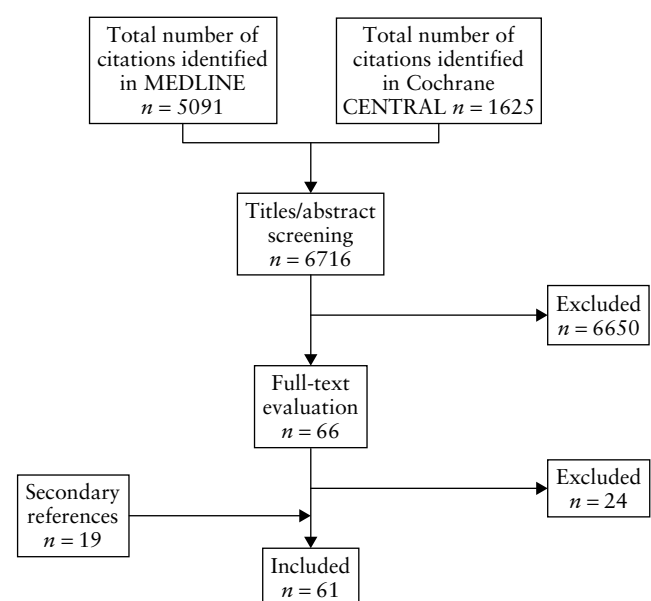 Total number of
citations identified
in MEDLINE
n = 5091
Total number of
citations identified
in Cochrane
CENTRAL n = 1625
Titles/abstract
screening
n = 6716
Excluded
n = 6650
Full-text
evaluation
n = 66
Excluded
n = 24
Secondary
references
n = 19
Included
n = 61